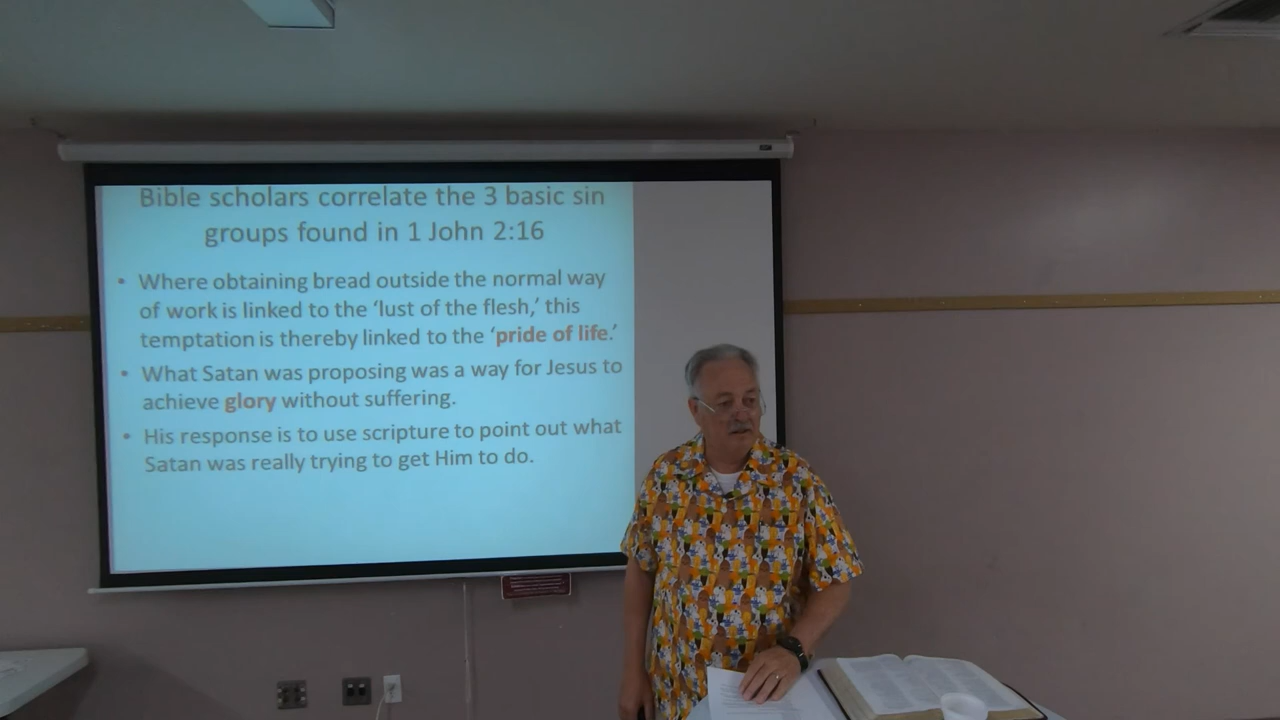 Bible scholars correlate the 3 basic sin
groups found in 1 John 2:16
• Where obtaining bread outside the normal way
of work is linked to the ‘lust of the flesh,’ this
temptation is thereby linked to the ‘pride of life.’
• What Satan was proposing was a way for Jesus to
achieve glory without suffering.
• His response is to use scripture to point out what
Satan was really trying to get Him to do.